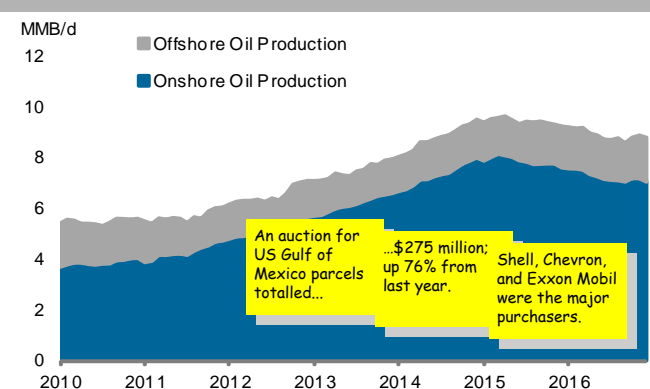 MMB/d
Offshore Oil Production
Onshore Oil Production
12
10
8
6
4
2
0
An auction for
US Gulf of
Mexico parcels
totalled...
...$275 million;
up 76% from
last year.
Shell, Chevron,
and Exxon Mobil
were the major
purchasers.
2010 2011 2012 2013 2014 2015 2016